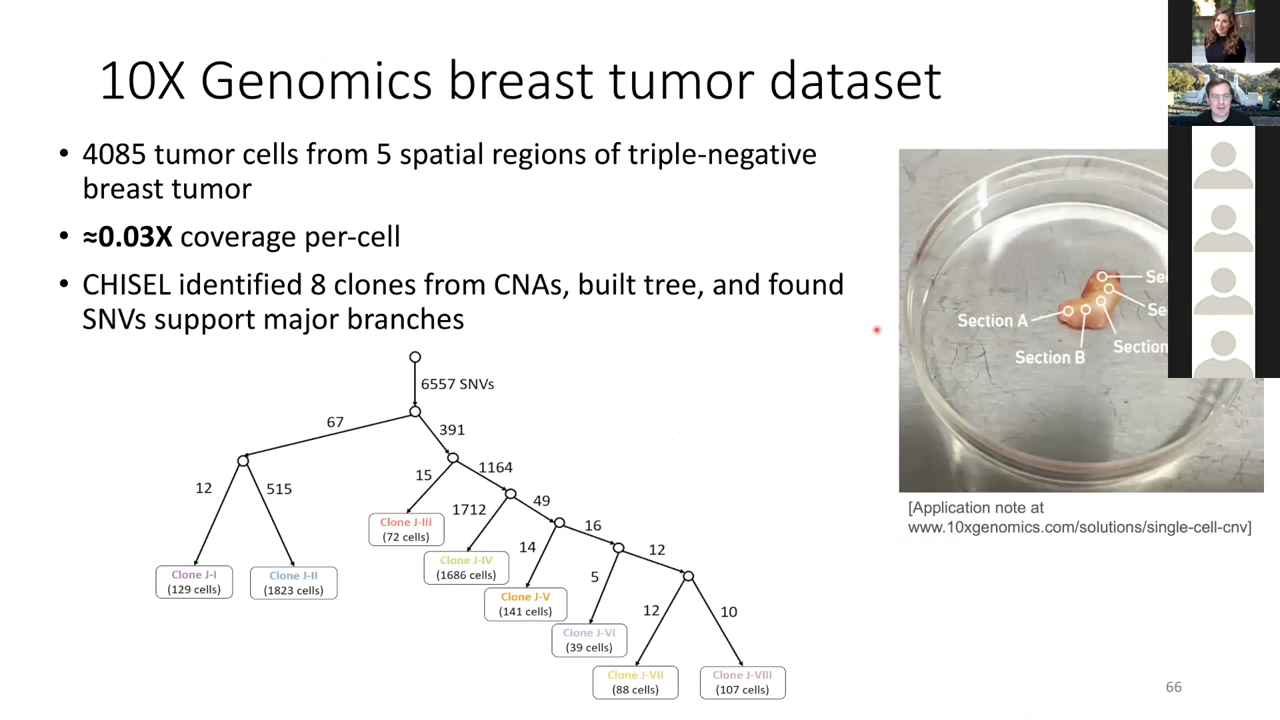 10X Genomics breast tumor dataset
• 4085 tumor cells from 5 spatial regions of triple-negative
breast tumor
• ≈0.03X coverage per-cell
• CHISEL identified 8 clones from CNAs, built tree, and found
SNVs support major branches
6557 SNVs
67
391
12
515
15
1164
1712
49
14
16
5
12
12
10
Clone J-I
(129 cells)
Clone J-II
(1823 cells)
Clone J-III
(72 cells)
Clone J-IV
(1686 cells)
Clone J-V
(141 cells)
Clone J-VI
(39 cells)
Clone J-VII
(88 cells)
Clone J-VIII
(107 cells)
Section A
Section B
Section
[Application note at
www.10xgenomics.com/solutions/single-cell-cnv]
66